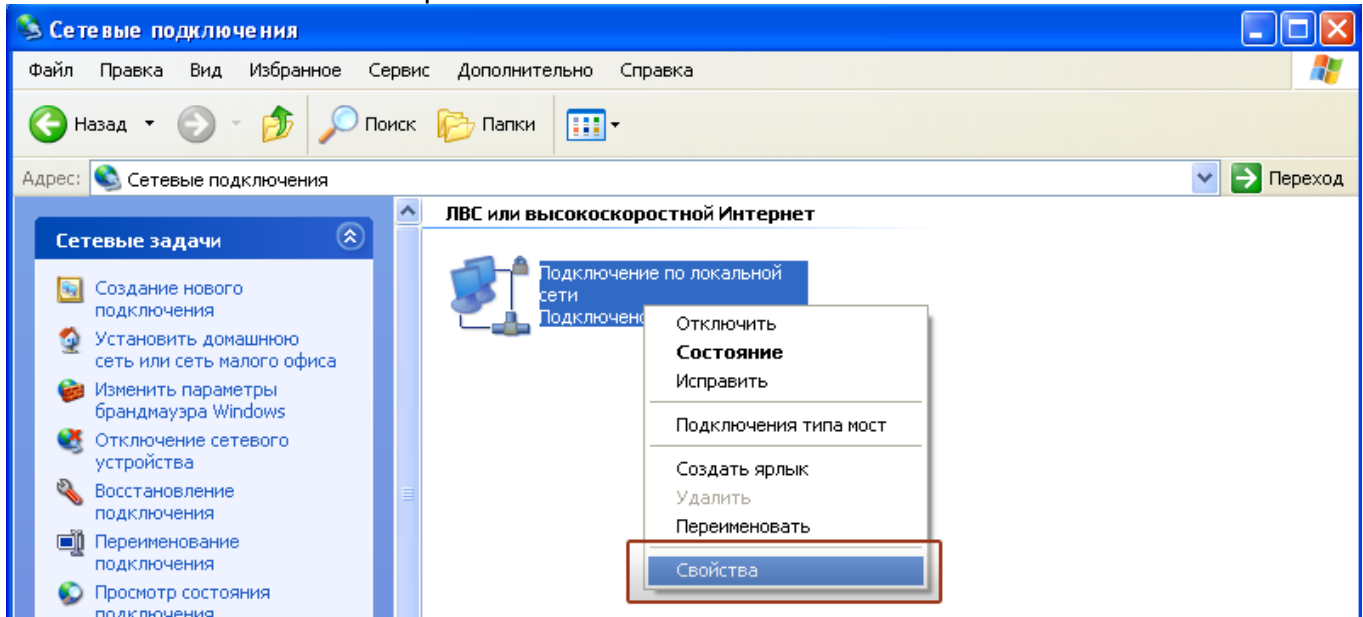 Сетевые подключения
Файл Правка Вид Избранное Сервис Дополнительно Справка
Назад Поиск Папки
Адрес: Сетевые подключения Переход
Сетевые задачи
Создание нового
подключения
Установить домашнюю
сеть или сеть малого офиса
Изменить параметры
брандмауэра Windows
Отключение сетевого
устройства
Восстановление
подключения
Переименование
подключения
Просмотр состояния
подключения
ЛВС или высокоскоростной Интернет
Подключение по локальной
сети
Подключено
Отключить
Состояние
Исправить
Подключения типа мост
Создать ярлык
Удалить
Переименовать
Свойства